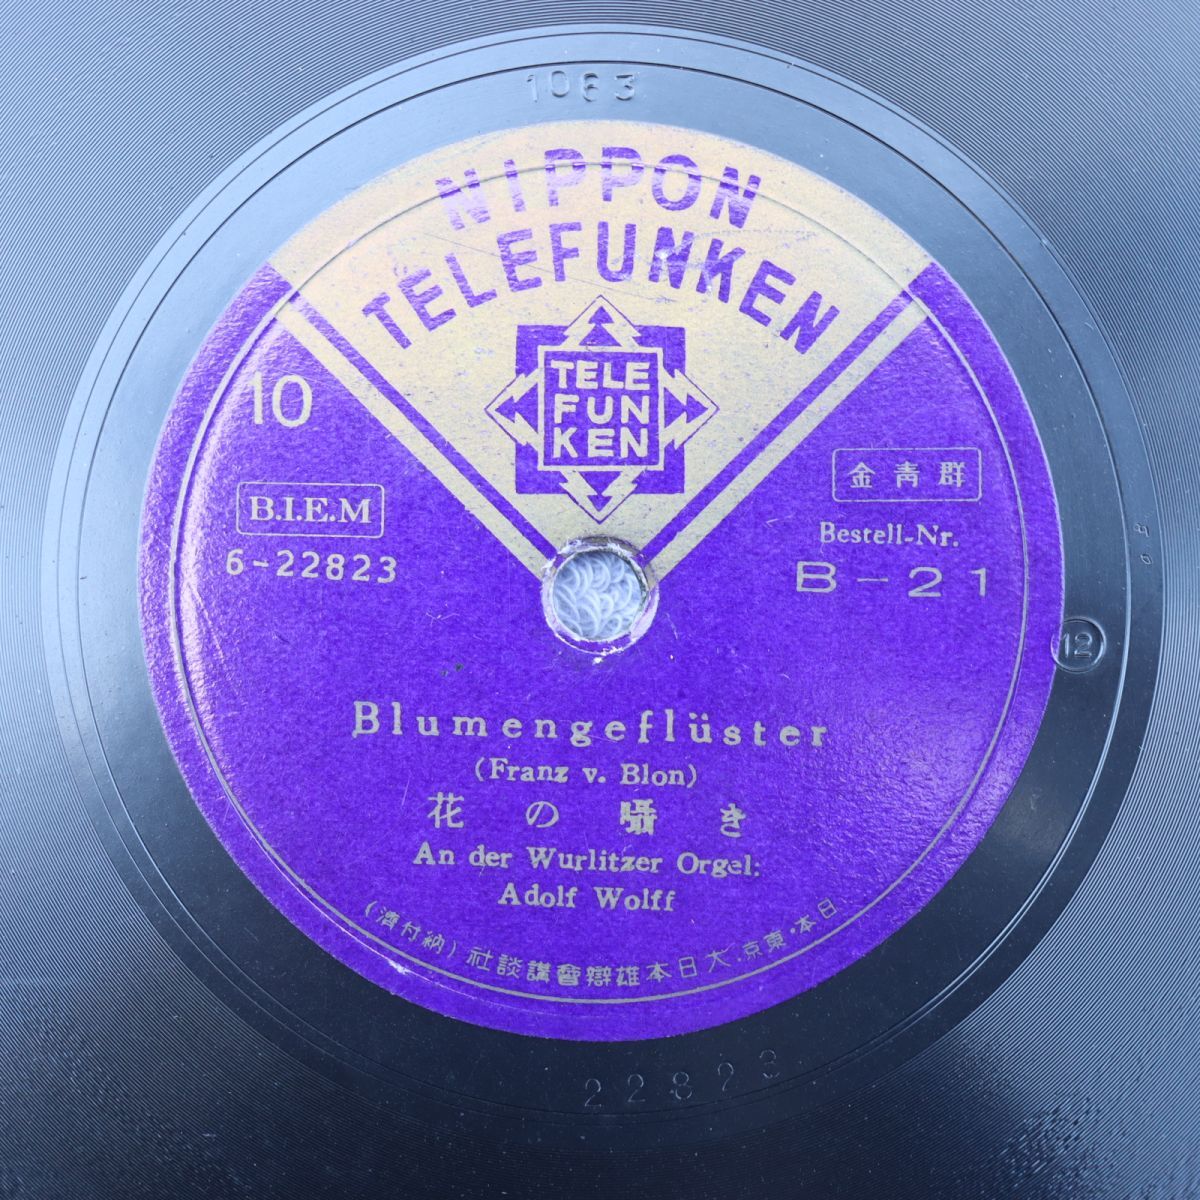 1063
NIPPON
TELEFUNKEN
TELE
FUN
KEN
10
B.I.E.M
6-22823
金青群
Bestell-Nr.
B-21
12
Blumengeflüster
(Franz v. Blon)
花の囁き
An der Wurlitzer Orgel:
Adolf Wolff
(濟付納) 社談講會辯雄本日大.京東・本日
22823